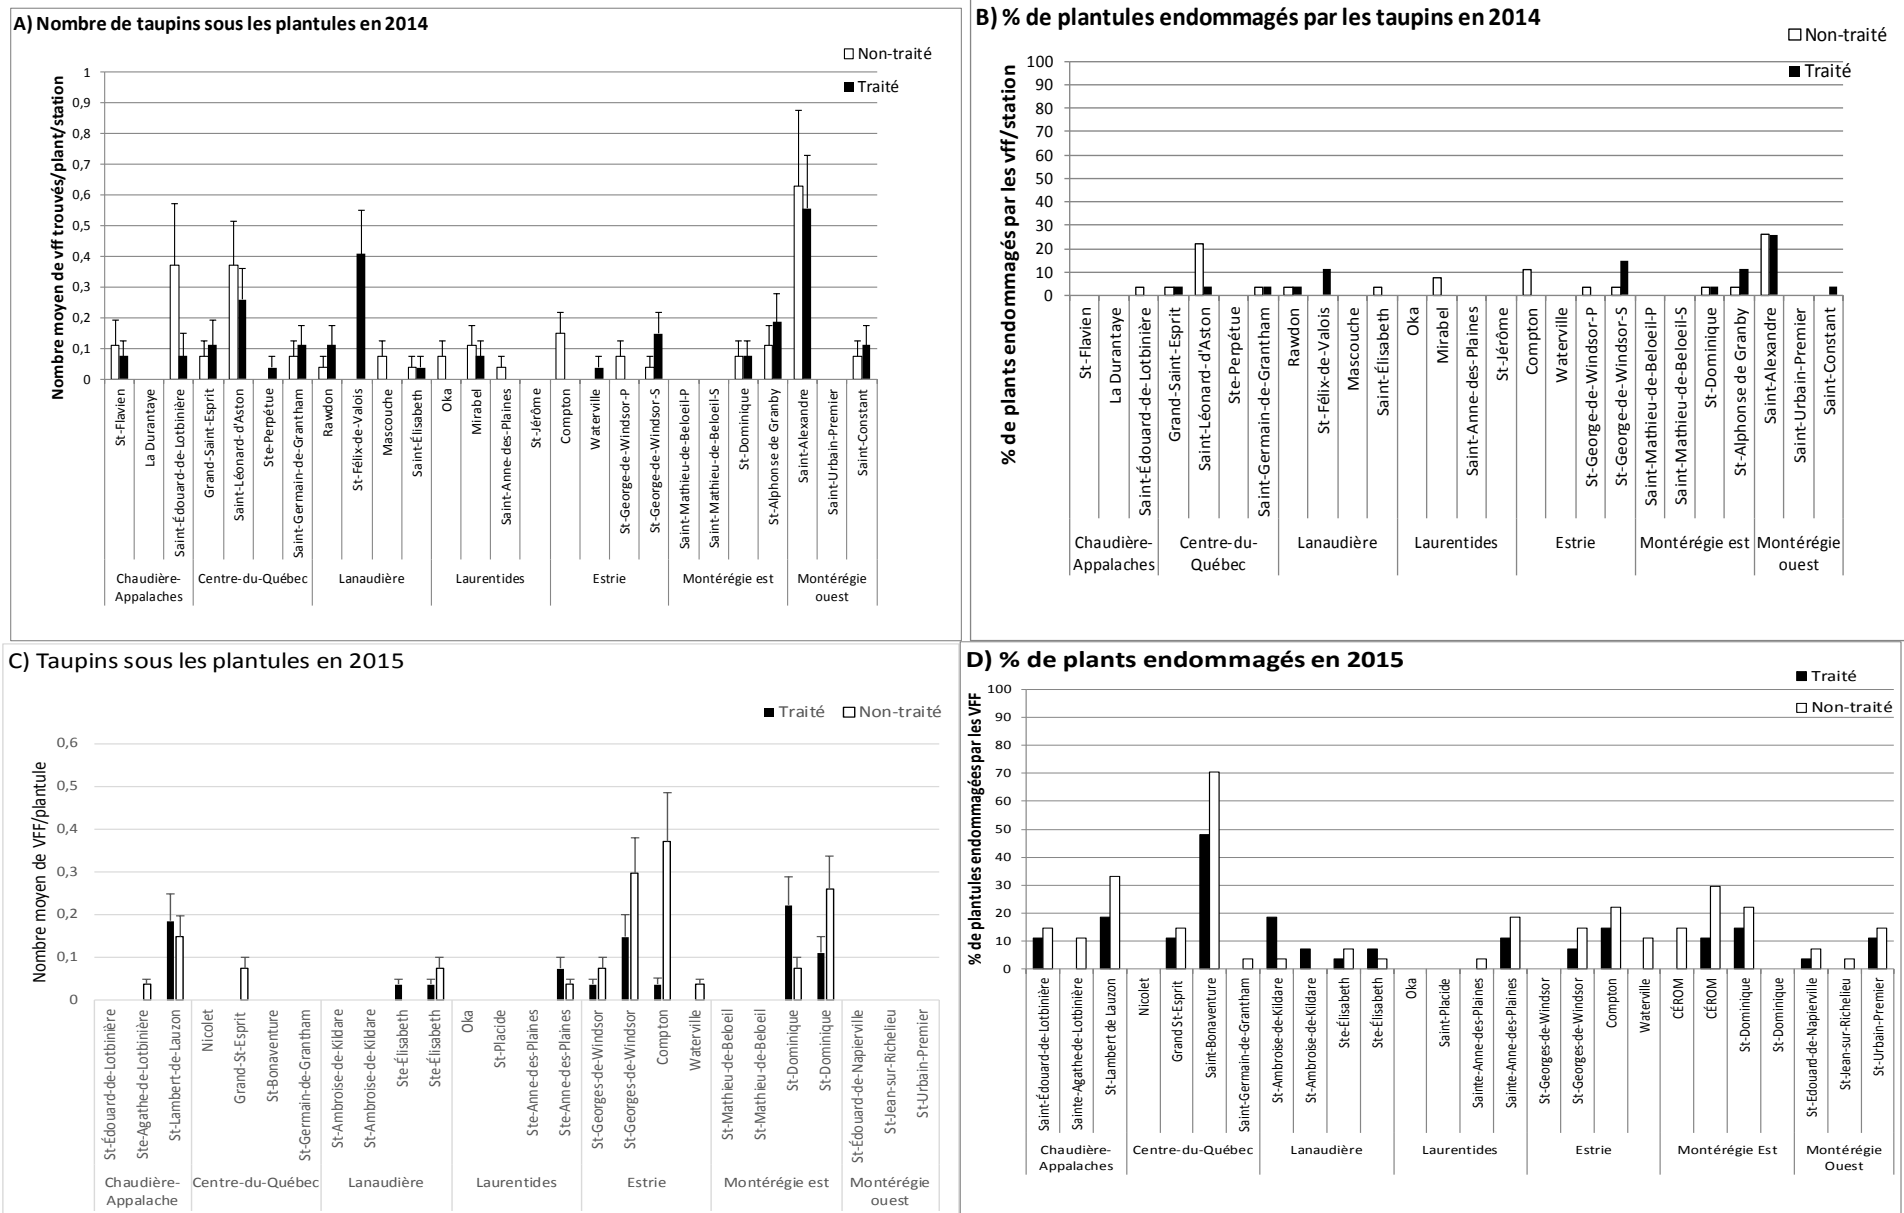 A) Nombre de taupins sous les plantules en 2014
Non-traité
Traité
Nombre moyen de vff trouvés/plant/station
1
0,9
0,8
0,7
0,6
0,5
0,4
0,3
0,2
0,1
0
St-Flavien
La Durantaye
Saint-Édouard-de-Lotbinière
Grand-Saint-Esprit
Saint-Léonard-d'Aston
Ste-Perpétue
Saint-Germain-de-Grantham
Rawdon
St-Félix-de-Valois
Mascouche
Saint-Élisabeth
Oka
Mirabel
Saint-Anne-des-Plaines
St-Jérôme
Compton
Waterville
St-George-de-Windsor-P
St-George-de-Windsor-S
Saint-Mathieu-de-Beloeil-P
Saint-Mathieu-de-Beloeil-S
St-Dominique
St-Alphonse de Granby
Saint-Alexandre
Saint-Urbain-Premier
Saint-Constant
Chaudière-
Appalaches
Centre-du-Québec
Lanaudière
Laurentides
Estrie
Montérégie est
Montérégie
ouest
B) % de plantules endommagés par les taupins en 2014
Non-traité
Traité
% de plants endommagés par les vff/station
100
90
80
70
60
50
40
30
20
10
0
St-Flavien
La Durantaye
Saint-Édouard-de-Lotbinière
Grand-Saint-Esprit
Saint-Léonard-d'Aston
Ste-Perpétue
Saint-Germain-de-Grantham
Rawdon
St-Félix-de-Valois
Mascouche
Saint-Élisabeth
Oka
Mirabel
Saint-Anne-des-Plaines
St-Jérôme
Compton
Waterville
St-George-de-Windsor-P
St-George-de-Windsor-S
Saint-Mathieu-de-Beloeil-P
Saint-Mathieu-de-Beloeil-S
St-Dominique
St-Alphonse de Granby
Saint-Alexandre
Saint-Urbain-Premier
Saint-Constant
Chaudière-
Appalaches
Centre-du-
Québec
Lanaudière
Laurentides
Estrie
Montérégie est
Montérégie
ouest
C) Taupins sous les plantules en 2015
Traité
Non-traité
Nombre moyen de VFF/plantule
0,6
0,5
0,4
0,3
0,2
0,1
0
St-Édouard-de-Lotbinière
Ste-Agathe-de-Lotbinière
St-Lambert-de-Lauzon
Nicolet
Grand-St-Esprit
St-Bonaventure
St-Germain-de-Grantham
St-Ambroise-de-Kildare
St-Ambroise-de-Kildare
Ste-Élisabeth
Ste-Élisabeth
Oka
St-Placide
Ste-Anne-des-Plaines
Ste-Anne-des-Plaines
St-Georges-de-Windsor
St-Georges-de-Windsor
Compton
Waterville
St-Mathieu-de-Beboeil
St-Mathieu-de-Beboeil
St-Dominique
St-Dominique
St-Édouard-de-Napierville
St-Jean-sur-Richelieu
St-Urbain-Premier
Chaudière-
Appalache
Centre-du-Québec
Lanaudière
Laurentides
Estrie
Montérégie est
Montérégie
ouest
D) % de plants endommagés en 2015
Traité
Non-traité
% de plantules endommagées par les VFF
100
90
80
70
60
50
40
30
20
10
0
Saint-Édouard-de-Lotbinière
Sainte-Agathe-de-Lotbinière
St-Lambert de Lauzon
Nicolet
Grand St-Esprit
Saint-Bonaventure
Saint-Germain-de-Grantham
St-Ambroise-de-Kildare
St-Ambroise-de-Kildare
Ste-Élisabeth
Ste-Élisabeth
Oka
Saint-Placide
Sainte-Anne-des-Plaines
Sainte-Anne-des-Plaines
St-Georges-de-Windsor
St-Georges-de-Windsor
Compton
Waterville
CÉROM
CÉROM
St-Dominique
St-Dominique
St-Edouard-de-Napierville
St-Jean-sur-Richelieu
St-Urbain-Premier
Chaudière-
Appalaches
Centre-du-Québec
Lanaudière
Laurentides
Estrie
Montérégie Est
Montérégie
Ouest